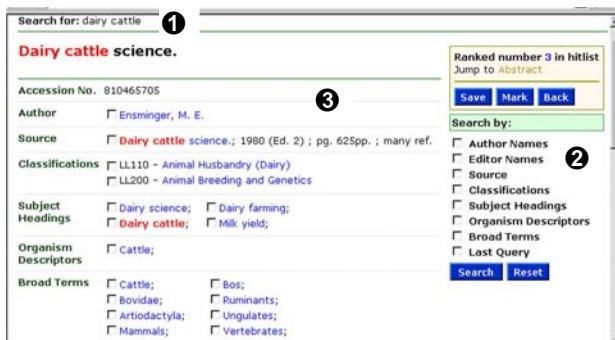 Search for: dairy cattle
❶
Dairy cattle science.
Accession No. 810465705
❸
Author Ensminger, M. E.
Source Dairy cattle science.; 1980 (Ed. 2) ; pg. 625pp. ; many ref.
Classifications LL110 - Animal Husbandry (Dairy)
LL200 - Animal Breeding and Genetics
Subject Headings Dairy science; Dairy farming;
Dairy cattle; Milk yield;
Organism Descriptors Cattle;
Broad Terms Cattle; Bos;
Bovidae; Ruminants;
Artiodactyla; Ungulates;
Mammals; Vertebrates;
Ranked number 3 in hitlist
Jump to Abstract
Save Mark Back
Search by:
❷
Author Names
Editor Names
Source
Classifications
Subject Headings
Organism Descriptors
Broad Terms
Last Query
Search Reset